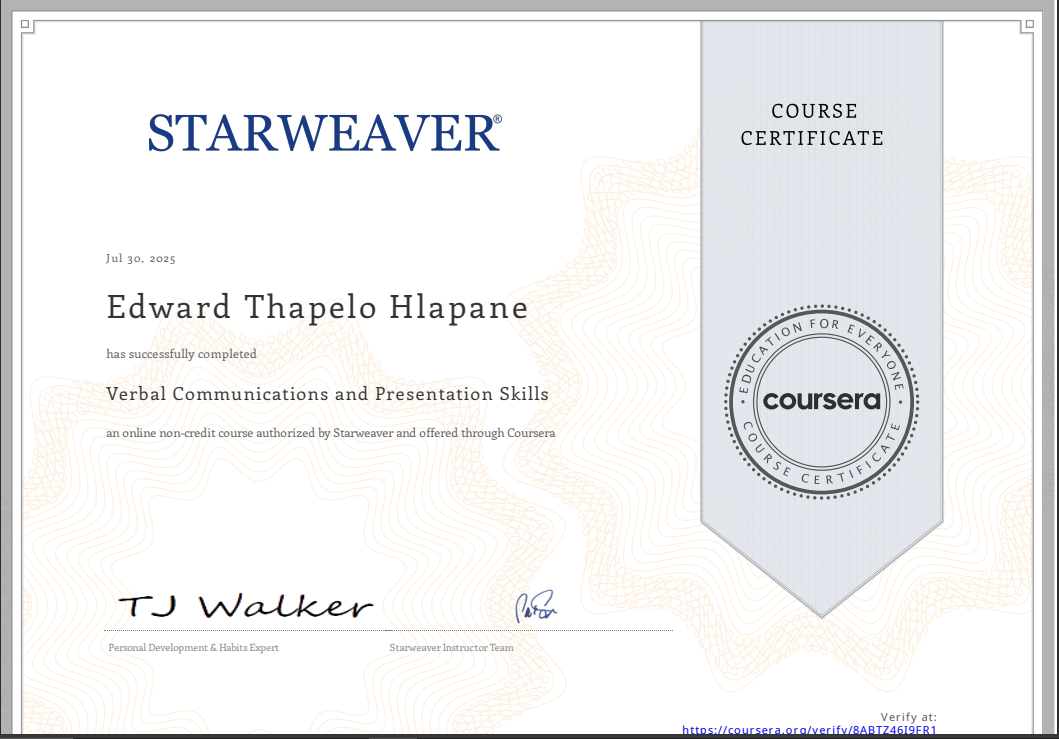 STARWEAVER®
COURSE
CERTIFICATE
Jul 30, 2025
Edward Thapelo Hlapane
has successfully completed
Verbal Communications and Presentation Skills
an online non-credit course authorized by Starweaver and offered through Coursera
EDUCATION FOR EVERYONE
coursera
COURSE CERTIFICATE
TJ Walker
Personal Development & Habits Expert
Starweaver Instructor Team
Verify at:
https://coursera.org/verify/8ABTZ46I9FR1